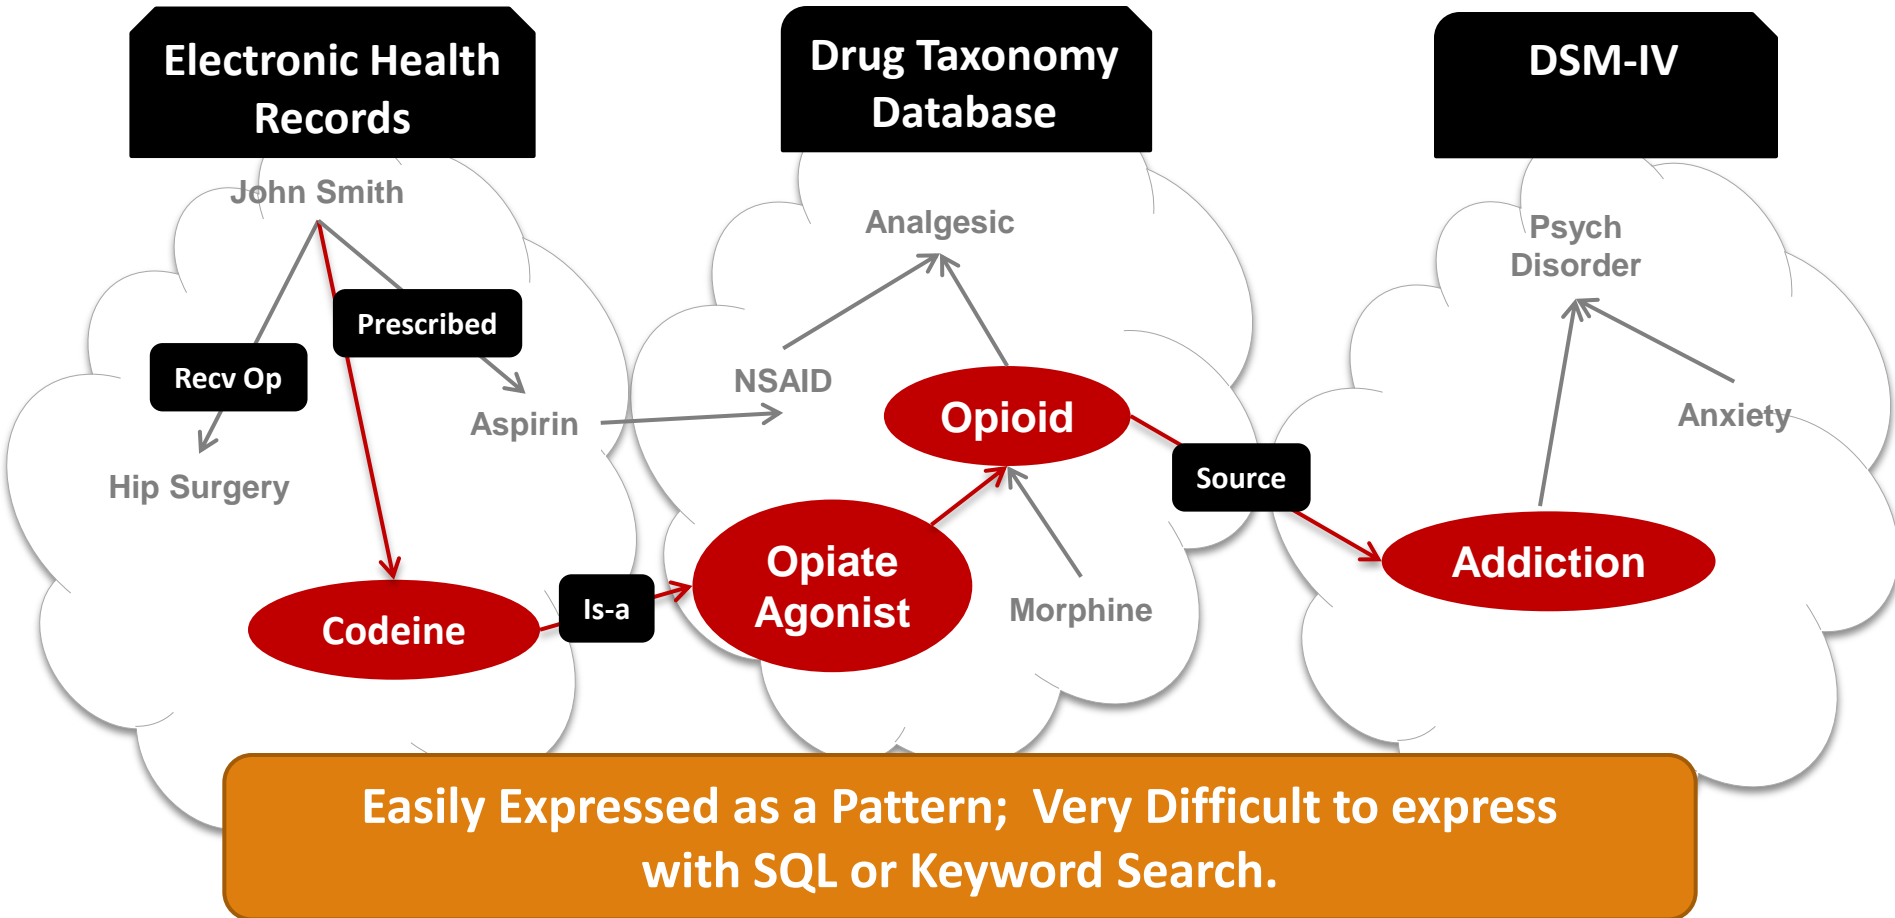 Electronic Health
Records
Drug Taxonomy
Database
DSM-IV
John Smith
Prescribed
Recv Op
Aspirin
Hip Surgery
Codeine
Is-a
Analgesic
NSAID
Opioid
Opiate
Agonist
Morphine
Source
Psych
Disorder
Anxiety
Addiction
Easily Expressed as a Pattern; Very Difficult to express
with SQL or Keyword Search.